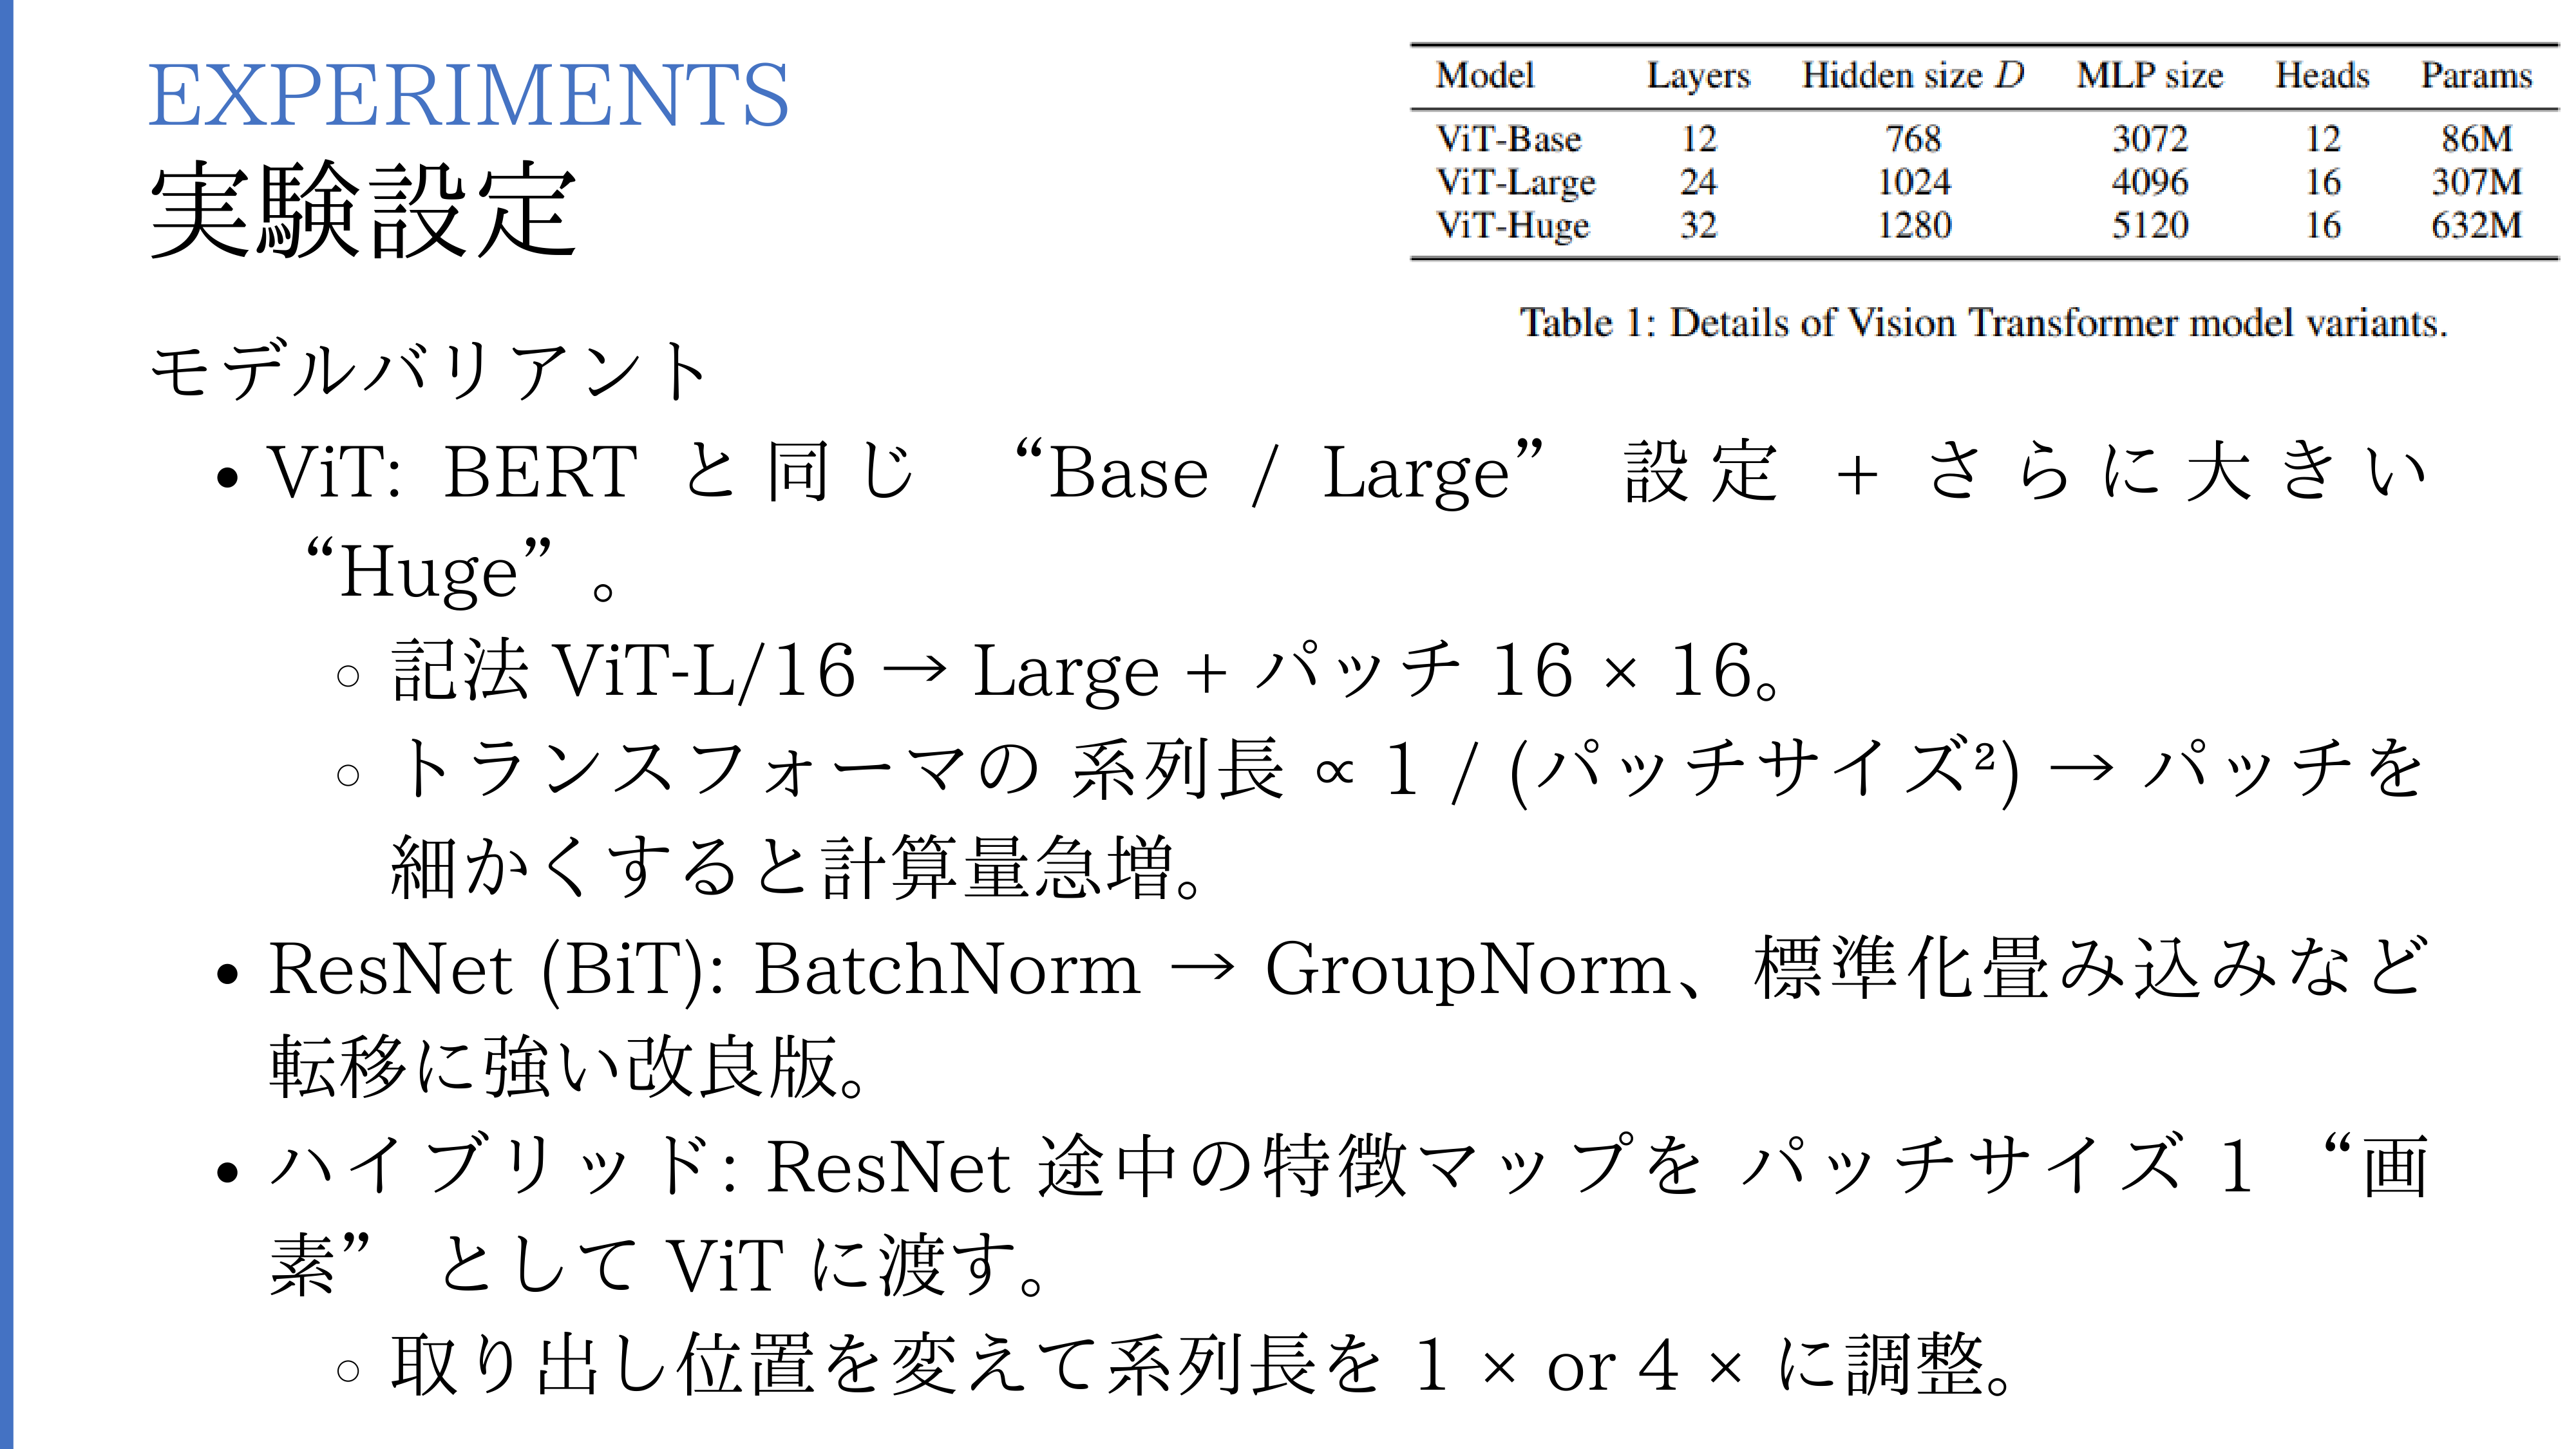 EXPERIMENTS
実験設定
Model Layers Hidden size D MLP size Heads Params
ViT-Base 12 768 3072 12 86M
ViT-Large 24 1024 4096 16 307M
ViT-Huge 32 1280 5120 16 632M
Table 1: Details of Vision Transformer model variants.
モデルバリアント
• ViT: BERT と同じ “Base / Large” 設定 + さらに大きい
“Huge”。
○ 記法 ViT-L/16 → Large + パッチ 16 × 16。
○ トランスフォーマの 系列長 ∝ 1 / (パッチサイズ²) → パッチを
細かくすると計算量急増。
• ResNet (BiT): BatchNorm → GroupNorm、標準化畳み込みなど
転移に強い改良版。
• ハイブリッド: ResNet 途中の特徴マップを パッチサイズ 1 “画
素” として ViT に渡す。
○ 取り出し位置を変えて系列長を 1 × or 4 × に調整。